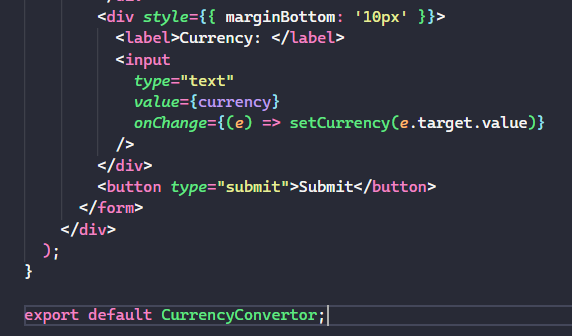 <div style={{ marginBottom: '10px' }}>
<label>Currency: </label>
<input
type="text"
value={currency}
onChange={(e) => setCurrency(e.target.value)}
/>
</div>
<button type="submit">Submit</button>
</form>
</div>
);
}
export default CurrencyConvertor;